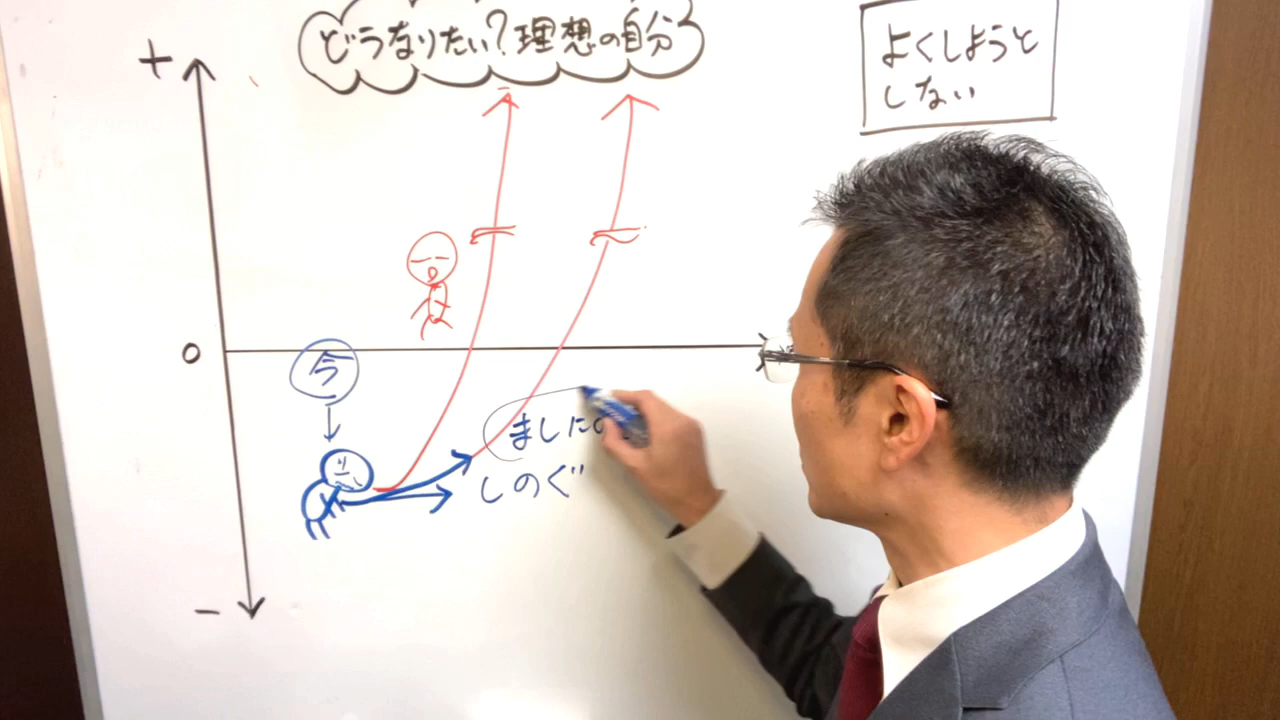 どうなりたい?理想の自分
よくしようと
しない
+
0
今
ましな
しのぐ
-